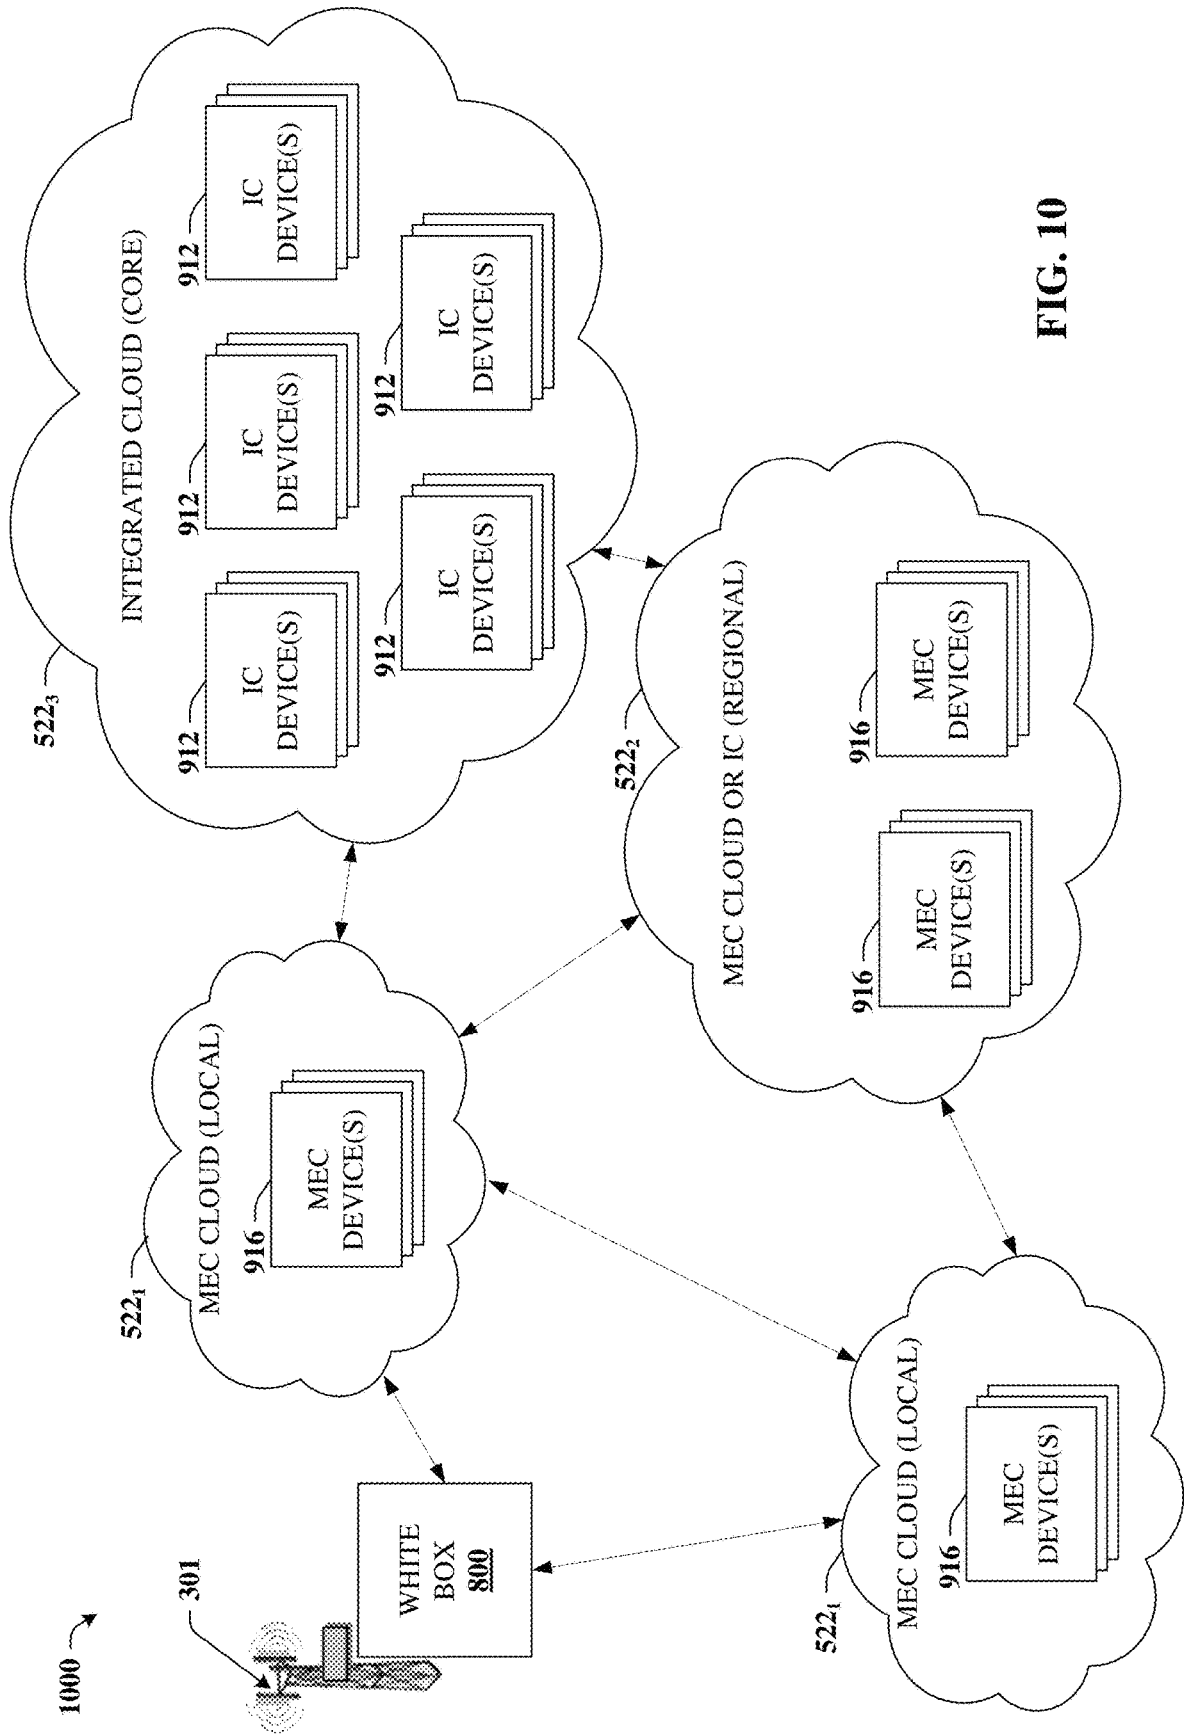 1000
301
WHITE
BOX
800
522₁
MEC CLOUD (LOCAL)
916
MEC
DEVICE(S)
522₃
INTEGRATED CLOUD (CORE)
912
IC
DEVICE(S)
912
IC
DEVICE(S)
912
IC
DEVICE(S)
912
IC
DEVICE(S)
912
IC
DEVICE(S)
522₂
MEC CLOUD OR IC (REGIONAL)
916
MEC
DEVICE(S)
916
MEC
DEVICE(S)
522₁
MEC CLOUD (LOCAL)
916
MEC
DEVICE(S)
FIG. 10